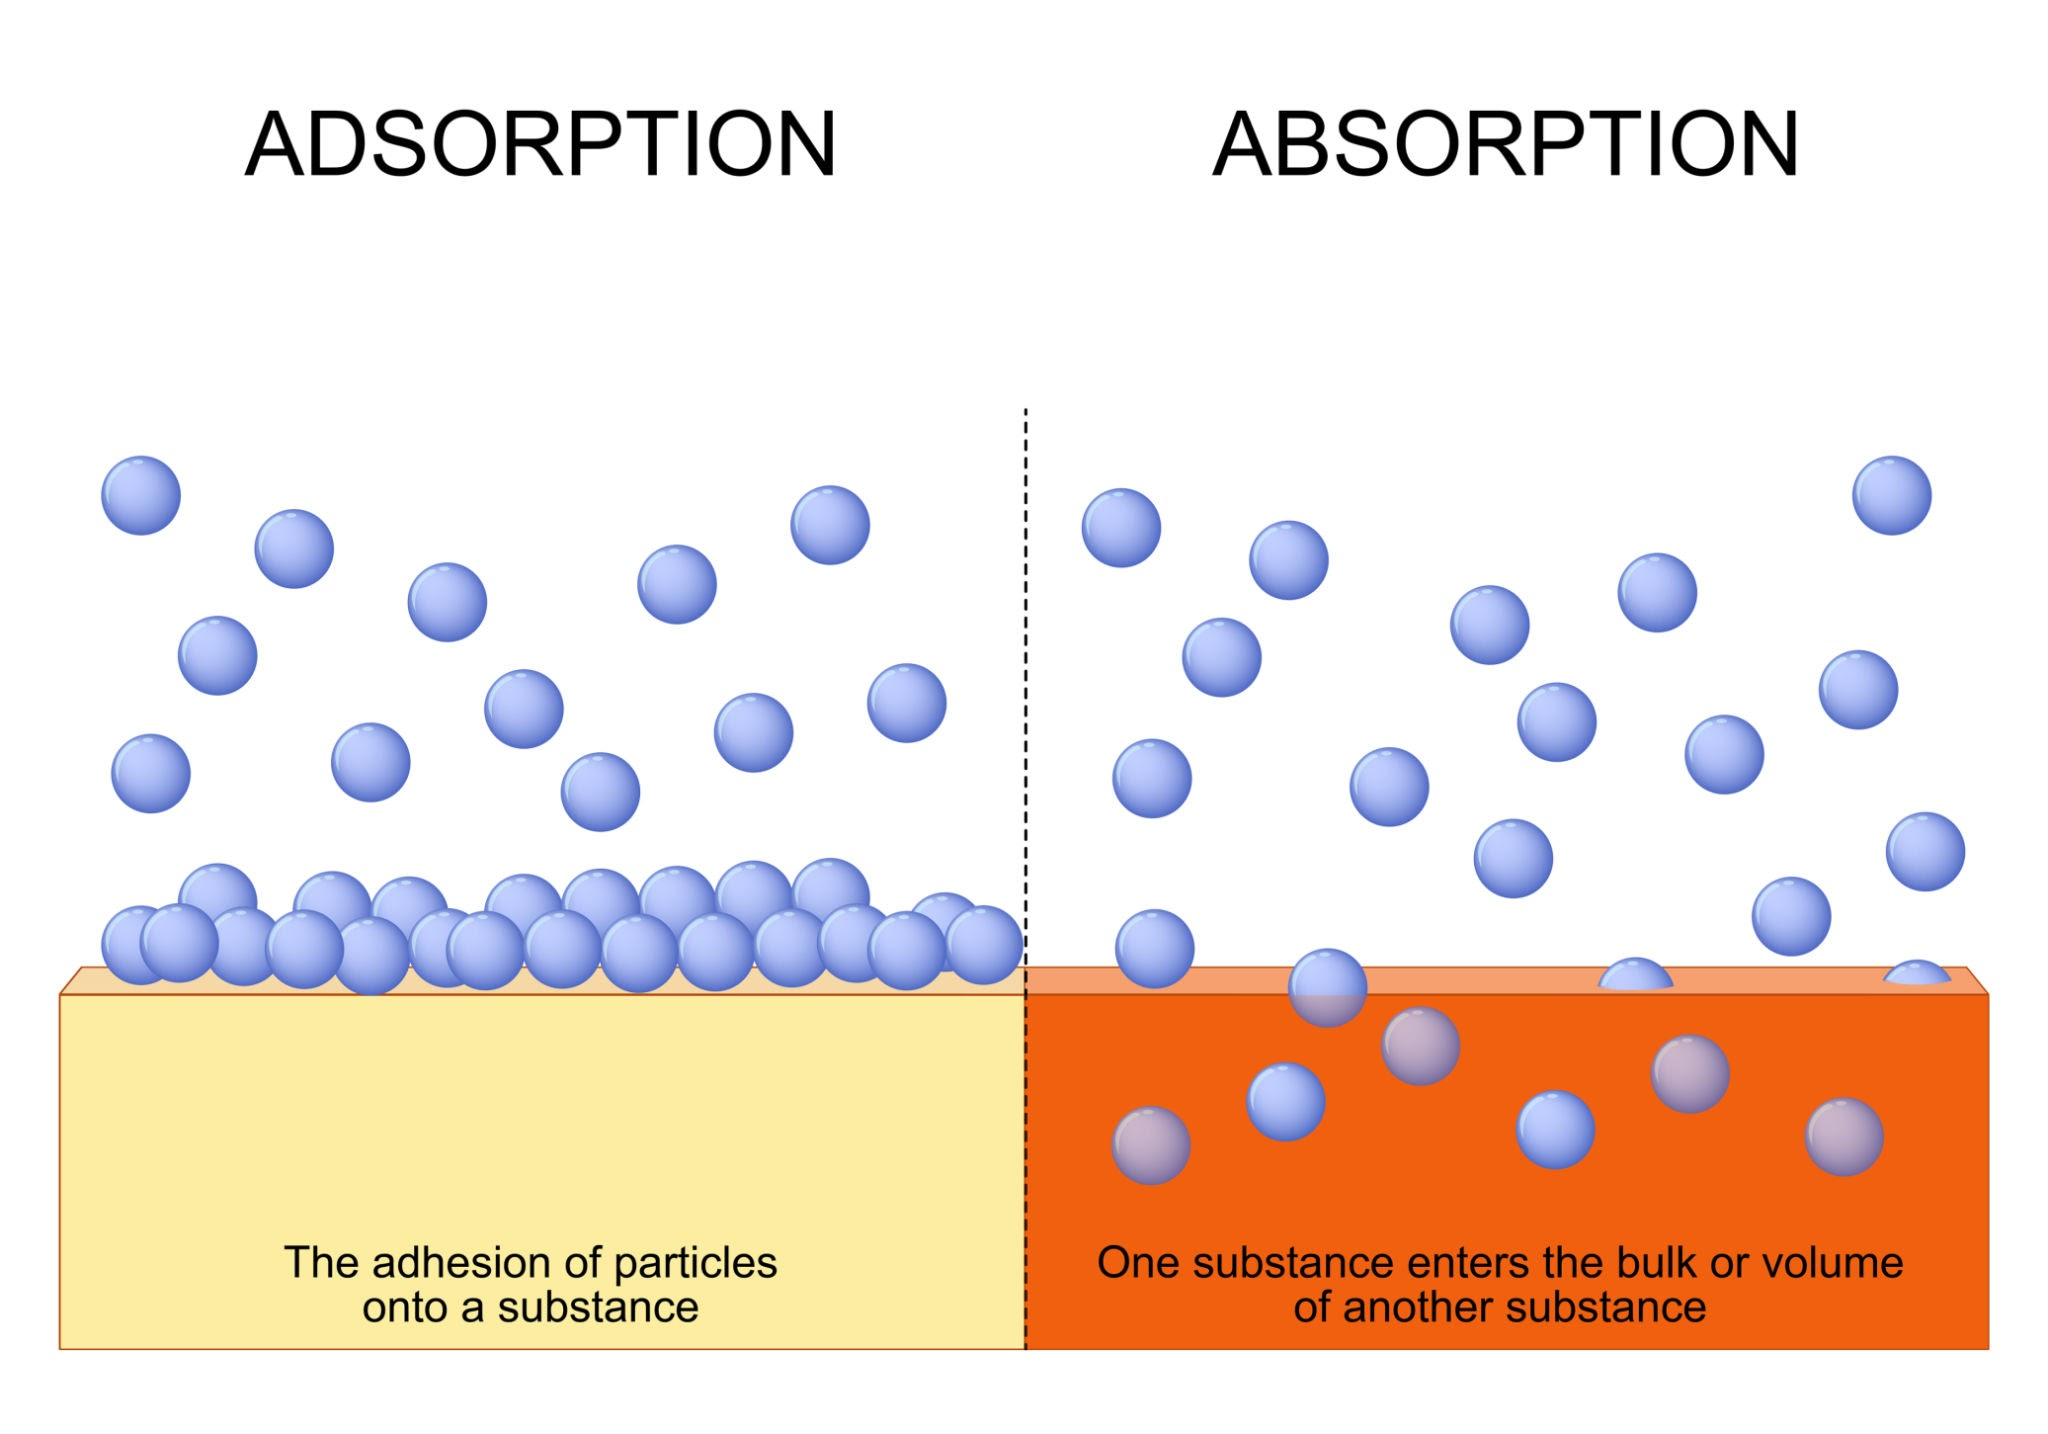 ADSORPTION
ABSORPTION
The adhesion of particles
onto a substance
One substance enters the bulk or volume
of another substance